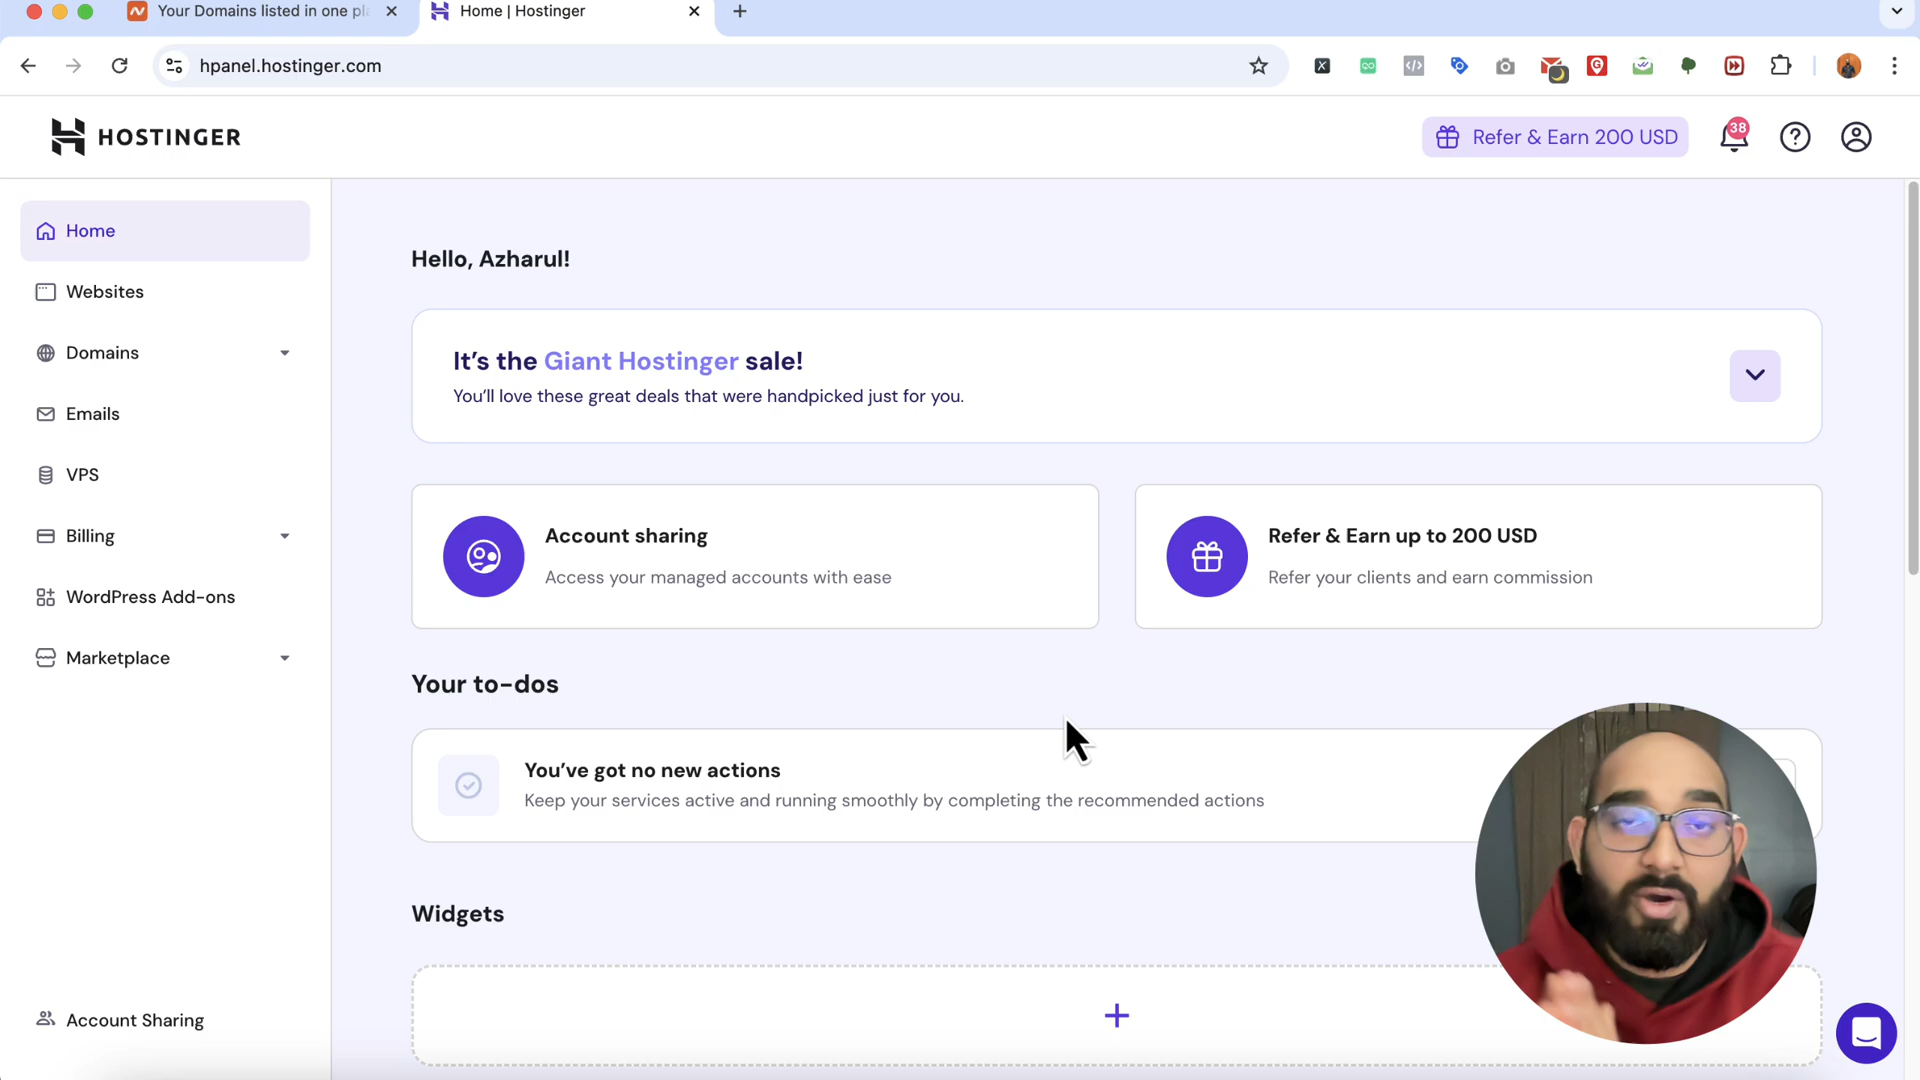 Your Domains listed in one pl
Home | Hostinger
hpanel.hostinger.com
HOSTINGER
Refer & Earn 200 USD
38
Home
Websites
Domains
Emails
VPS
Billing
WordPress Add-ons
Marketplace
Account Sharing
Hello, Azharul!
It's the Giant Hostinger sale!
You'll love these great deals that were handpicked just for you.
Account sharing
Access your managed accounts with ease
Refer & Earn up to 200 USD
Refer your clients and earn commission
Your to-dos
You've got no new actions
Keep your services active and running smoothly by completing the recommended actions
Widgets